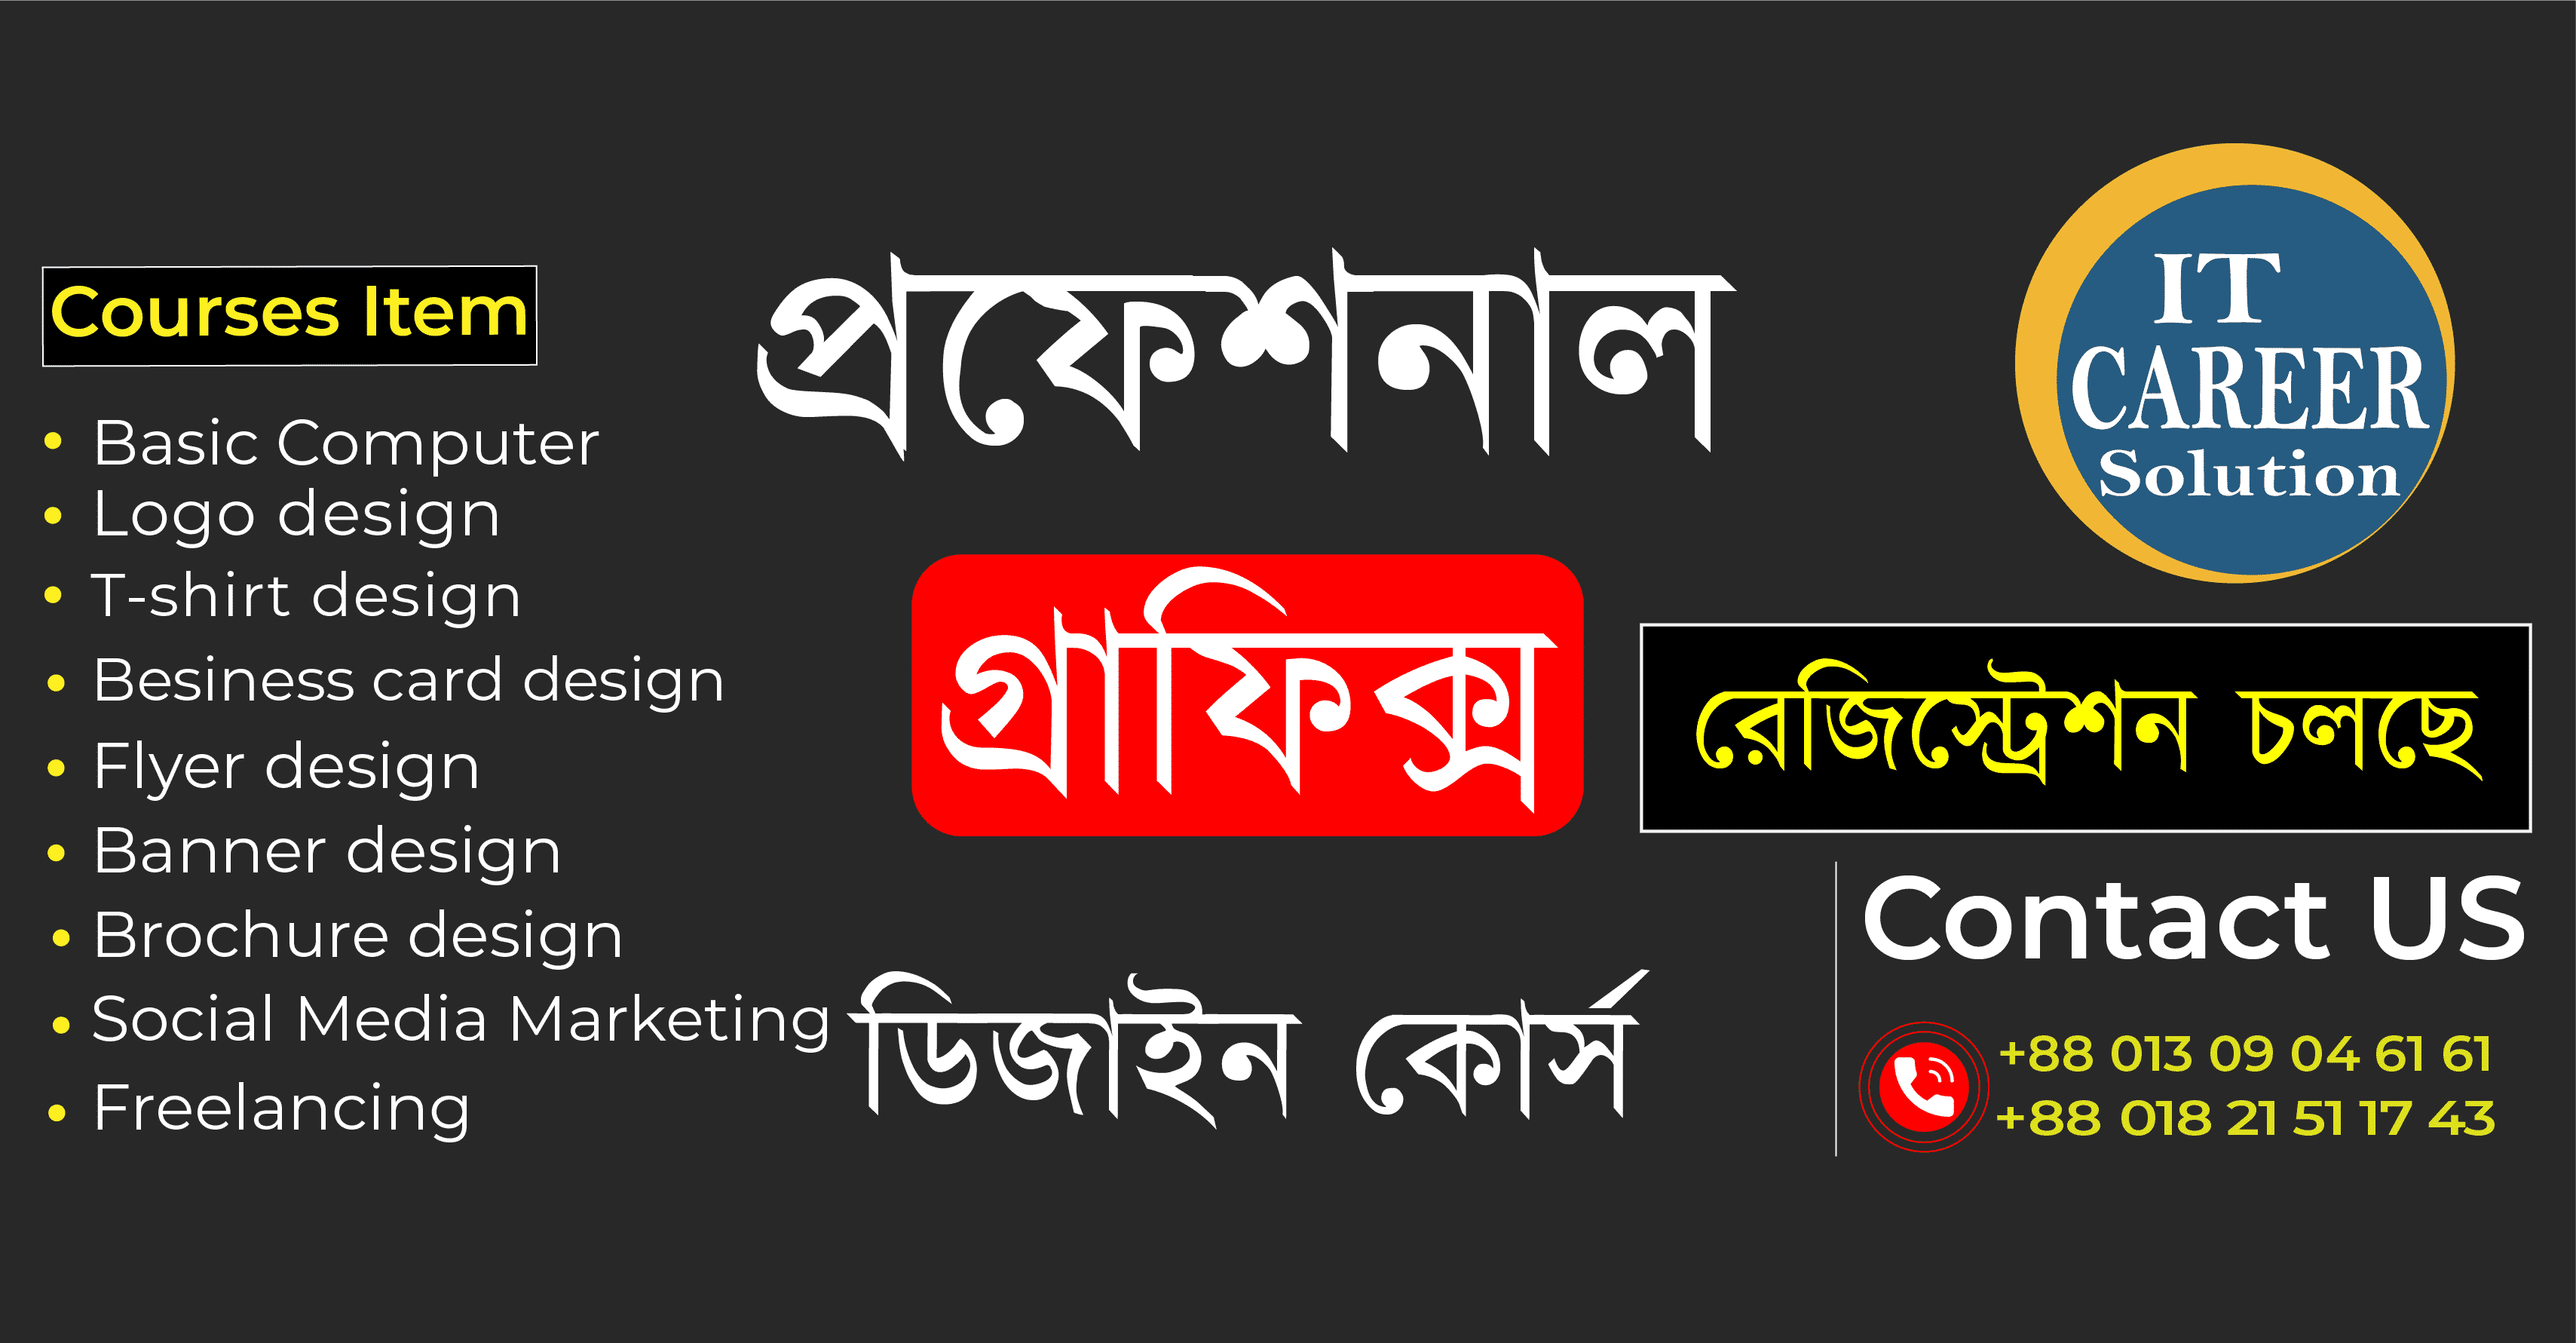 Courses Item
Basic Computer
Logo design
T-shirt design
Besiness card design
Flyer design
Banner design
Brochure design
Social Media Marketing
Freelancing
প্রফেশনাল
গ্রাফিক্স
ডিজাইন কোর্স
IT
CAREER
Solution
রেজিস্ট্রেশন চলছে
Contact US
+88 013 09 04 61 61
+88 018 21 51 17 43